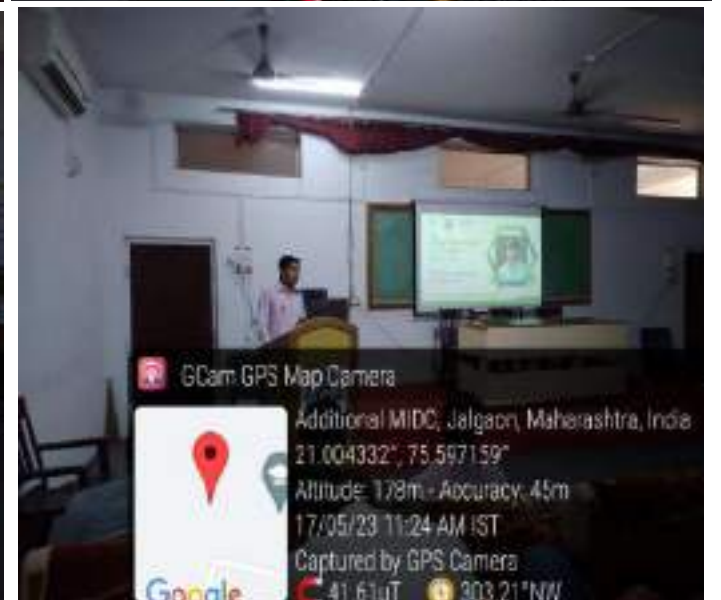 GCam GPS Map Camera
Additional MIDC, Jalgaon, Maharashtra, India
21.004332°, 75.597159°
Altitude: 178m - Accuracy: 45m
17/05/23 11:24 AM IST
Captured by GPS Camera
Google
41.61uT 303.21°NW